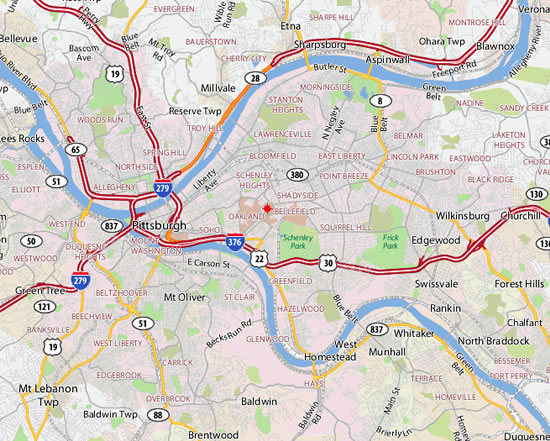 Bellevue
Perry
Hwy
Wible
Run Rd
Etna
SHARPE HILL
MONTROSE HILL
Verona
EVERGREEN
Bascom
Ave
Blue
Belt
Mt Troy
Rd
BAUERSTOWN
Sharpsburg
Ohara Twp
Blawnox
CHERRY CITY
Aspinwall
Freeport Rd
Allegheny River
19
28
Butler St
Green
Belt
River Blvd
Blue Belt
East St
Millvale
MORNINGSIDE
8
NADINE
SANDY CREEK
Reserve Twp
STANTON
HEIGHTS
N Negley
Ave
Blue
Belt
WOODS RUN
TROY HILL
LAWRENCEVILLE
BELMAR
LAKETON
HEIGHTS
Lees Rocks
65
SPRING HILL
BLOOMFIELD
EAST LIBERTY
LINCOLN PARK
EASTWOOD
ESPLEN
NORTH SIDE
Liberty
Ave
SCHENLEY
HEIGHTS
380
POINT BREEZE
BRUSHTON
BLENDER
51
ALLEGHENY
279
SHADY SIDE
BLACK RIDGE
ELLIOTT
OAKLAND
BELLEFIELD
Wilkinsburg
Churchill
WEST END
Pittsburgh
SOHO
SQUIRREL HILL
50
DUQUESNE
HEIGHTS
MOUNT
WASHINGTON
376
Schenley
Park
Frick
Park
Edgewood
WESTWOOD
E Carson St
22
30
279
GREENFIELD
Swissvale
Forest Hills
Green Tree
BELTZHOOVER
Mt Oliver
ST CLAIR
HAZELWOOD
Blue Belt
Rankin
121
BEECHVIEW
51
Becks Run Rd
837
Whitaker
Chalfant
BANKSVILLE
CARRICK
GLENWOOD
West
Homestead
Munhall
North Braddock
19
837
Green
Belt
BESSEMER
EDGEBROOK
HAYS
TERRACE
Port Perry
Mt Lebanon
Twp
OVERBROOK
Main St
HOMEVILLE
Baldwin Twp
88
Baldwin
Baldwin
Rd
Brentwood
Brierly Ln
Duquesne